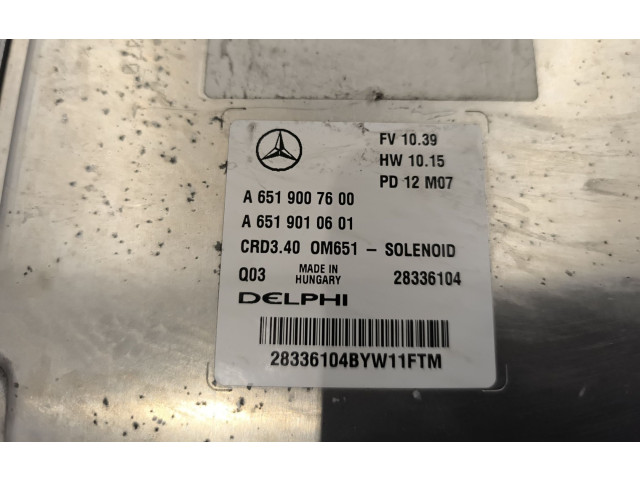 FV 10.39
HW 10.15
PD 12 M07
A 651 900 76 00
A 651 901 06 01
CRD3.40 OM651 – SOLENOID
Q03 MADE IN HUNGARY 28336104
DELPHI
28336104BYW11FTM